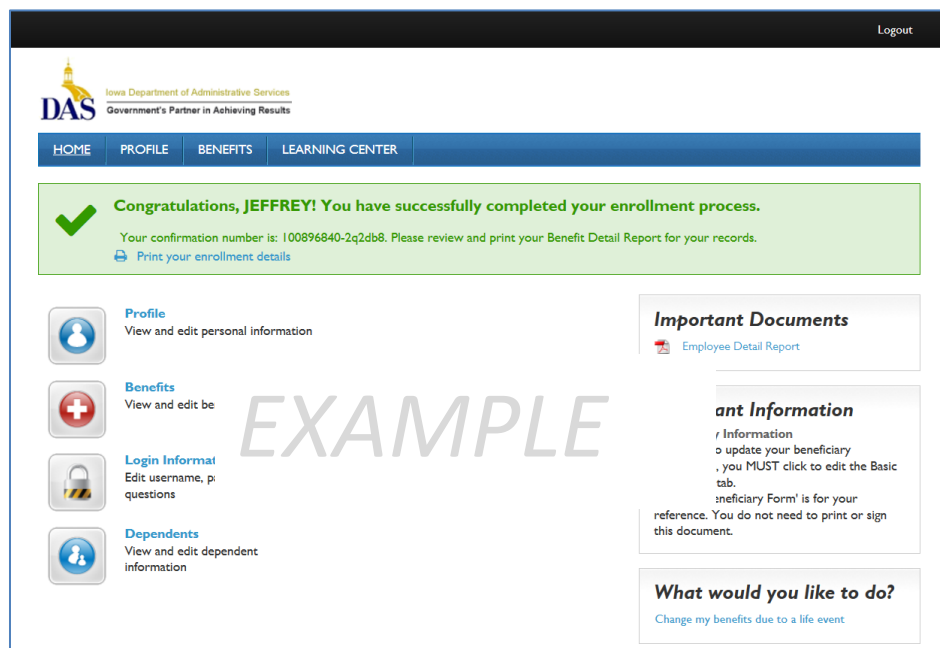 Logout
DAS
Iowa Department of Administrative Services
Government's Partner in Achieving Results
HOME PROFILE BENEFITS LEARNING CENTER
Congratulations, JEFFREY! You have successfully completed your enrollment process.
Your confirmation number is: 100896840-2q2db8. Please review and print your Benefit Detail Report for your records.
Print your enrollment details
Profile
View and edit personal information
Benefits
View and edit be
Login Informat
Edit username, p
questions
Dependents
View and edit dependent
information
EXAMPLE
Important Documents
Employee Detail Report
ant Information
y Information
o update your beneficiary
, you MUST click to edit the Basic
tab.
eneficiary Form' is for your
reference. You do not need to print or sign
this document.
What would you like to do?
Change my benefits due to a life event